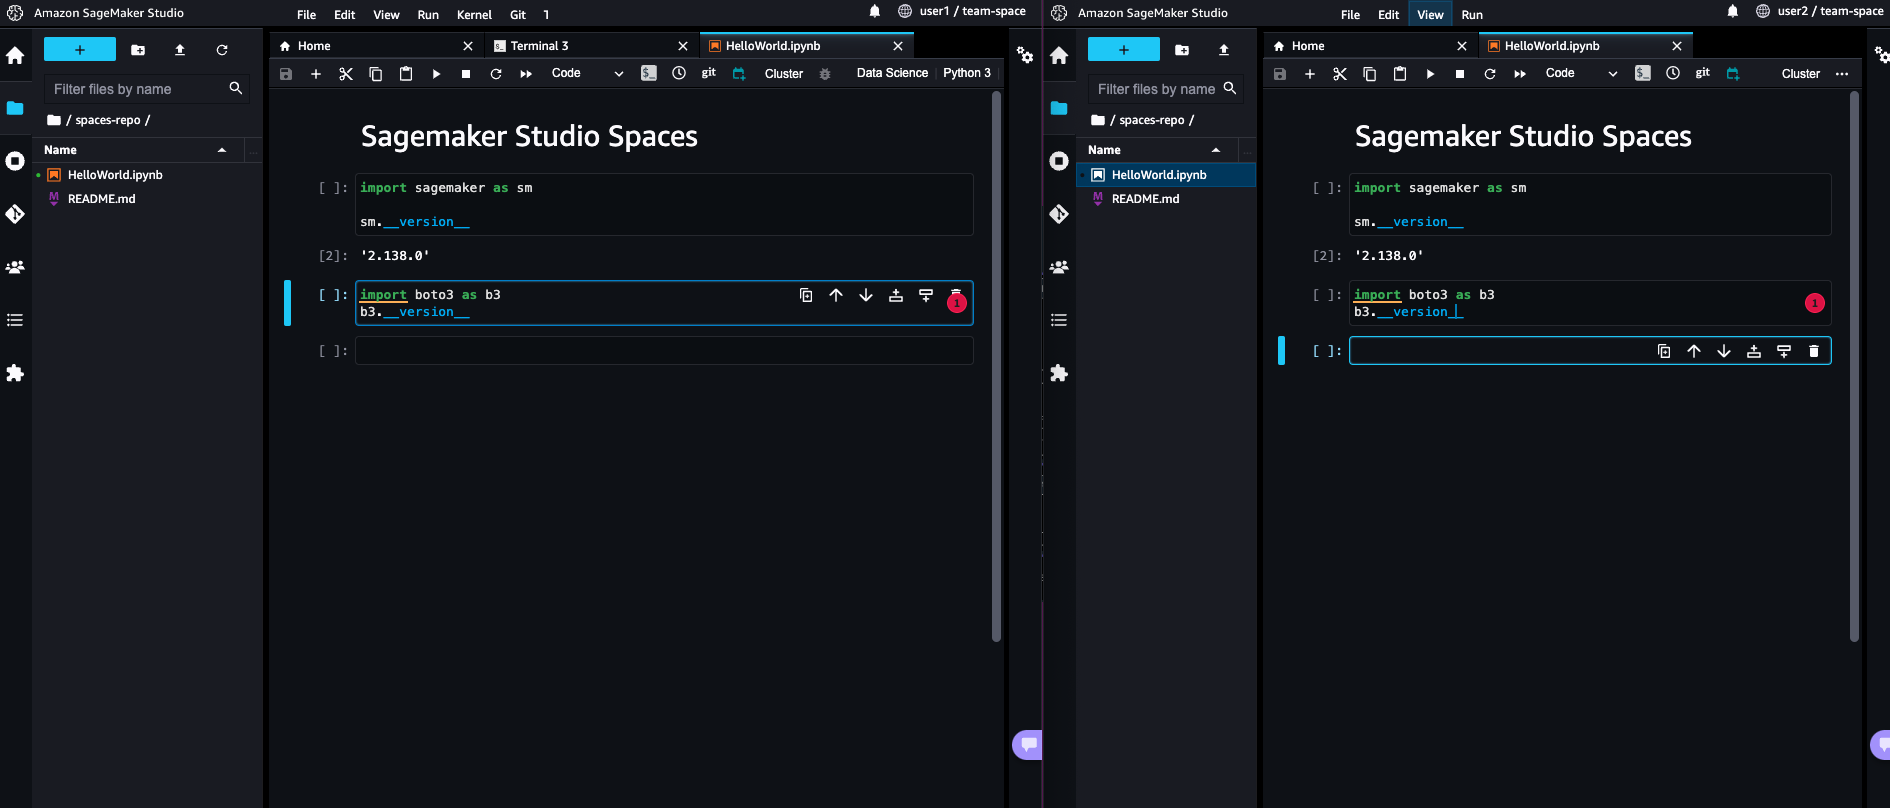 Amazon SageMaker Studio File Edit View Run Kernel Git user1 / team-space
Home Terminal 3 HelloWorld.ipynb
Code $_ git Cluster Data Science Python 3
Filter files by name
/ spaces-repo /
Name
HelloWorld.ipynb
M README.md
Sagemaker Studio Spaces
[ ]: import sagemaker as sm
sm.__version__
[2]: '2.138.0'
[ ]: import boto3 as b3
b3.__version__
1
[ ]:
Amazon SageMaker Studio File Edit View Run user2 / team-space
Home HelloWorld.ipynb
Code $_ git Cluster ...
Filter files by name
/ spaces-repo /
Name
HelloWorld.ipynb
M README.md
Sagemaker Studio Spaces
[ ]: import sagemaker as sm
sm.__version__
[2]: '2.138.0'
[ ]: import boto3 as b3
b3.__version__
1
[ ]: